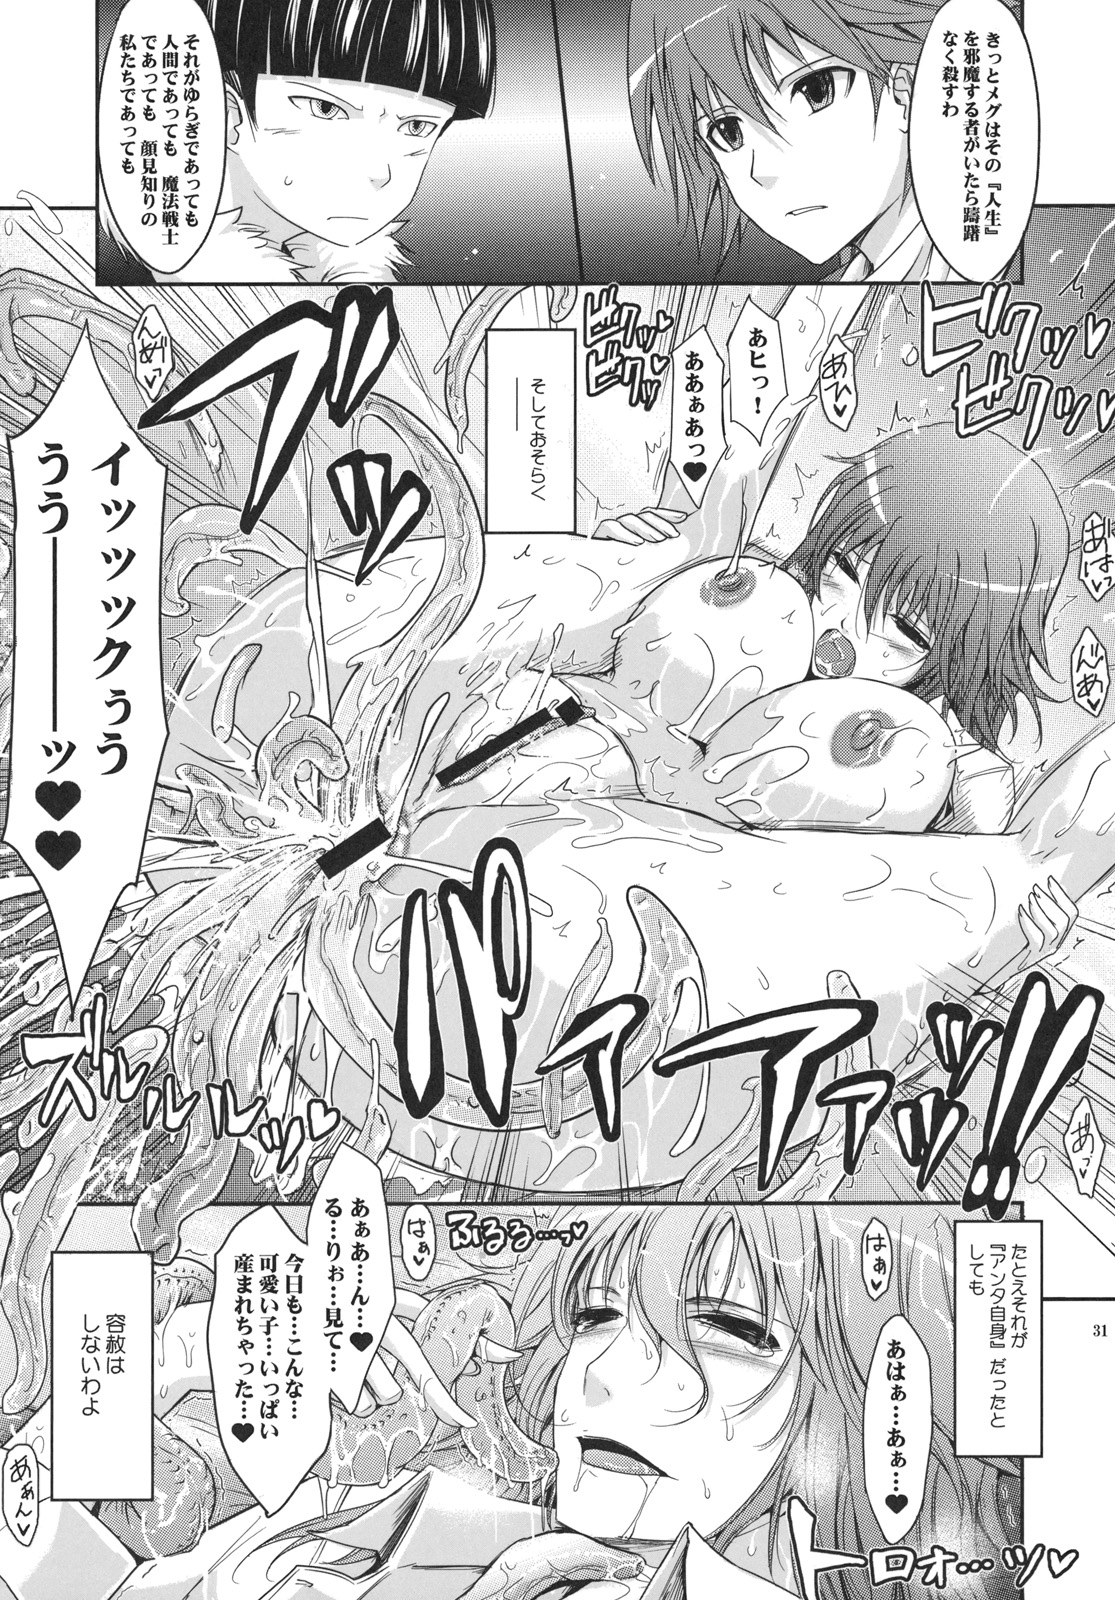 きっとメグはその『人生』
を邪魔する者がいたら躊躇
なく殺すわ
それがゆらぎであっても
人間であっても　魔法戦士
であっても　顔見知りの
私たちであっても
ビクッッ♥
ビクッッ♥
ビクッッ♥
ビクッッ♥
あヒっ！
ああぁあっ♥
あひ♥
そしておそらく
――
んあっ
ブッッ
イッッックぅぅ
うう――ッ♥♥
あはっ
んあ♥
パァアァッ!!
ズルルルルッッ♥
あっ♥
たとえそれが
『アンタ自身』だったと
しても
はぁ♥
はぁ♥
ふるる…っ♥
あはぁ…あぁ…♥
あぁあ…ん…♥
る…りぉ…見て…
今日も…こんな…
可愛い子…いっぱい
産まれちゃった…♥
容赦は
しないわよ
あぁん♥
トロォ…ッ♥
31